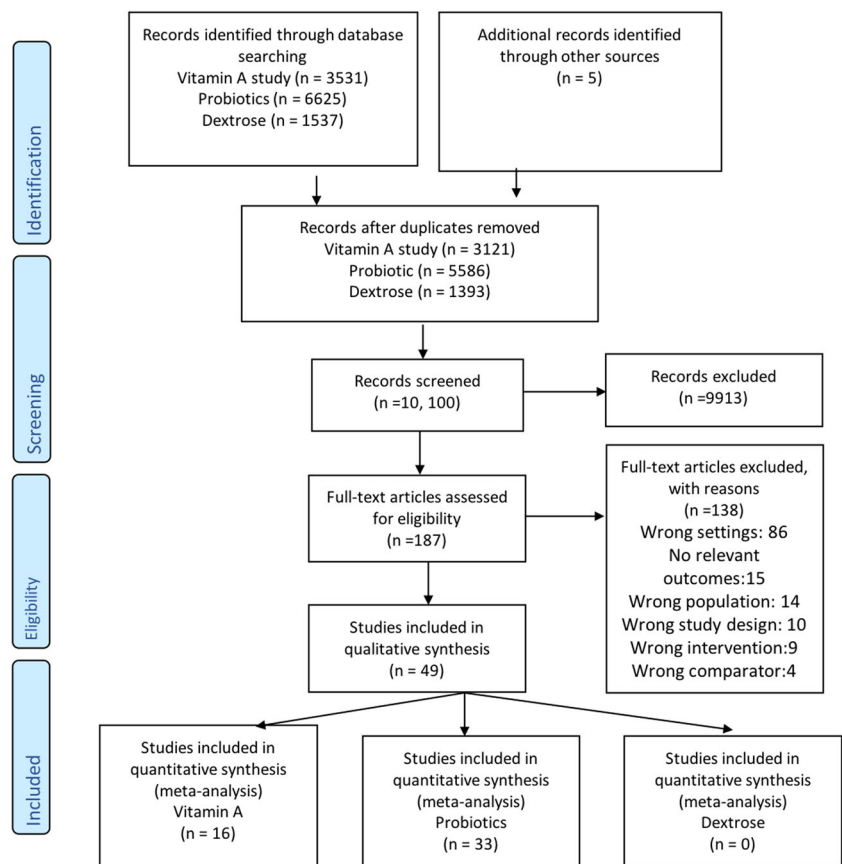 Identification
Records identified through database
searching
Vitamin A study (n = 3531)
Probiotics (n = 6625)
Dextrose (n = 1537)
Additional records identified
through other sources
(n = 5)
Records after duplicates removed
Vitamin A study (n = 3121)
Probiotic (n = 5586)
Dextrose (n = 1393)
Screening
Records screened
(n =10, 100)
Records excluded
(n =9913)
Eligibility
Full-text articles assessed
for eligibility
(n =187)
Full-text articles excluded,
with reasons
(n =138)
Wrong settings: 86
No relevant
outcomes:15
Wrong population: 14
Wrong study design: 10
Wrong intervention:9
Wrong comparator:4
Studies included in
qualitative synthesis
(n = 49)
Included
Studies included in
quantitative synthesis
(meta-analysis)
Vitamin A
(n = 16)
Studies included in
quantitative synthesis
(meta-analysis)
Probiotics
(n = 33)
Studies included in
quantitative synthesis
(meta-analysis)
Dextrose
(n = 0)